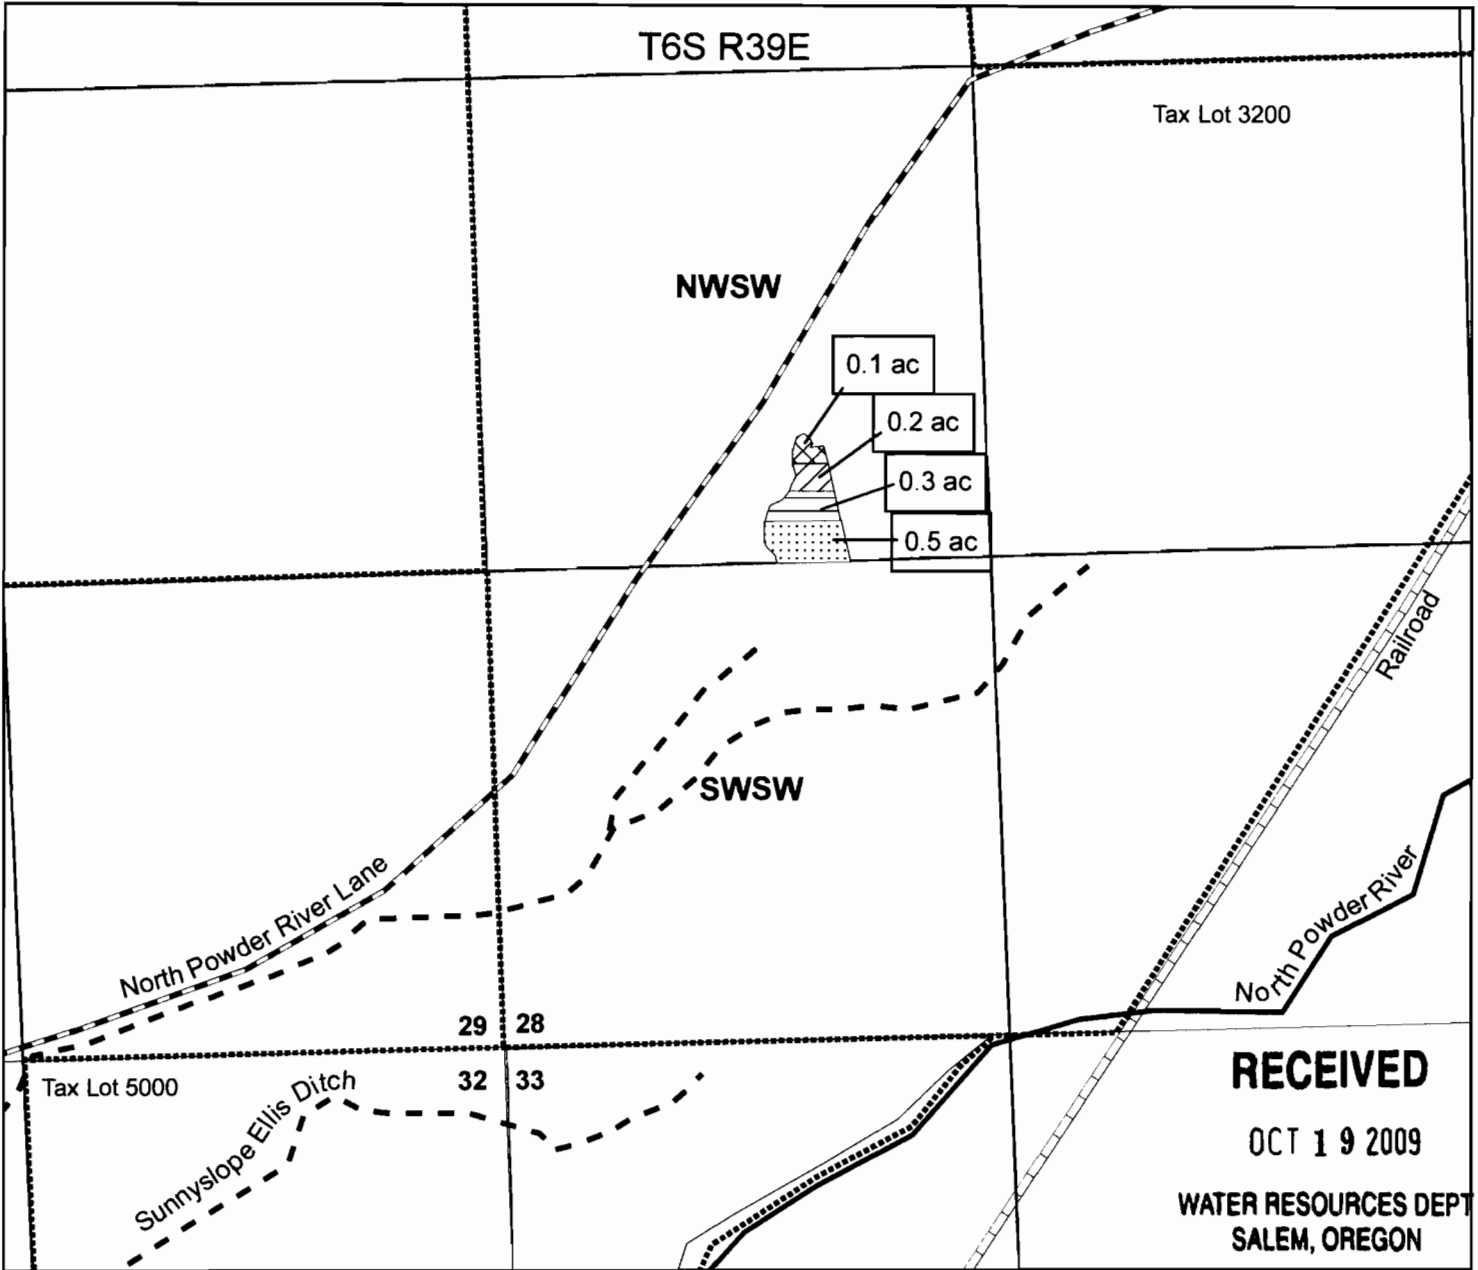 T6S R39E
Tax Lot 3200
NWSW
0.1 ac
0.2 ac
0.3 ac
0.5 ac
Railroad
SWSW
North Powder River Lane
North Powder River
29 28
32 33
Tax Lot 5000
Sunnyslope Ellis Ditch
RECEIVED
OCT 19 2009
WATER RESOURCES DEPT
SALEM, OREGON